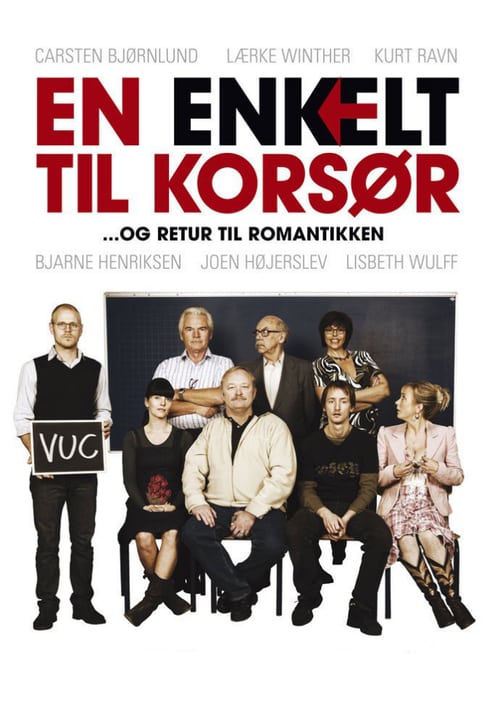 CARSTEN BJØRNLUND LÆRKE WINTHER KURT RAVN
EN ENKELT
TIL KORSØR
...OG RETUR TIL ROMANTIKKEN
BJARNE HENRIKSEN JOEN HØJERSLEV LISBETH WULFF
VUC